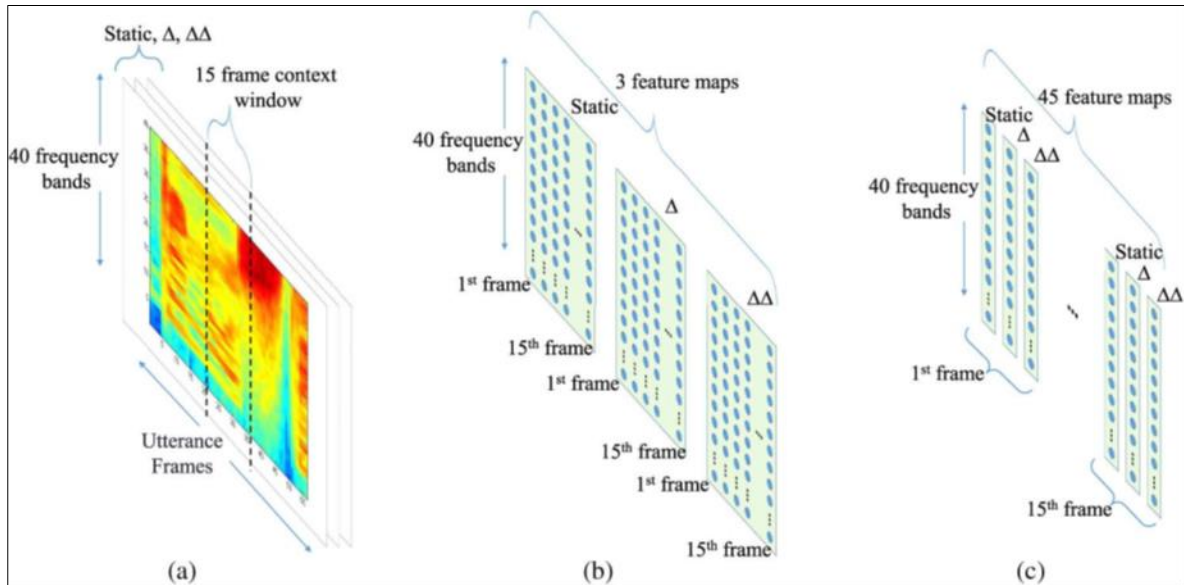 Static, Δ, ΔΔ
15 frame context
window
40 frequency
bands
Utterance
Frames
(a)
3 feature maps
Static
40 frequency
bands
Δ
1st frame
ΔΔ
15th frame
1st frame
15th frame
1st frame
15th frame
(b)
45 feature maps
Static
Δ
ΔΔ
40 frequency
bands
Static
Δ
ΔΔ
1st frame
15th frame
(c)